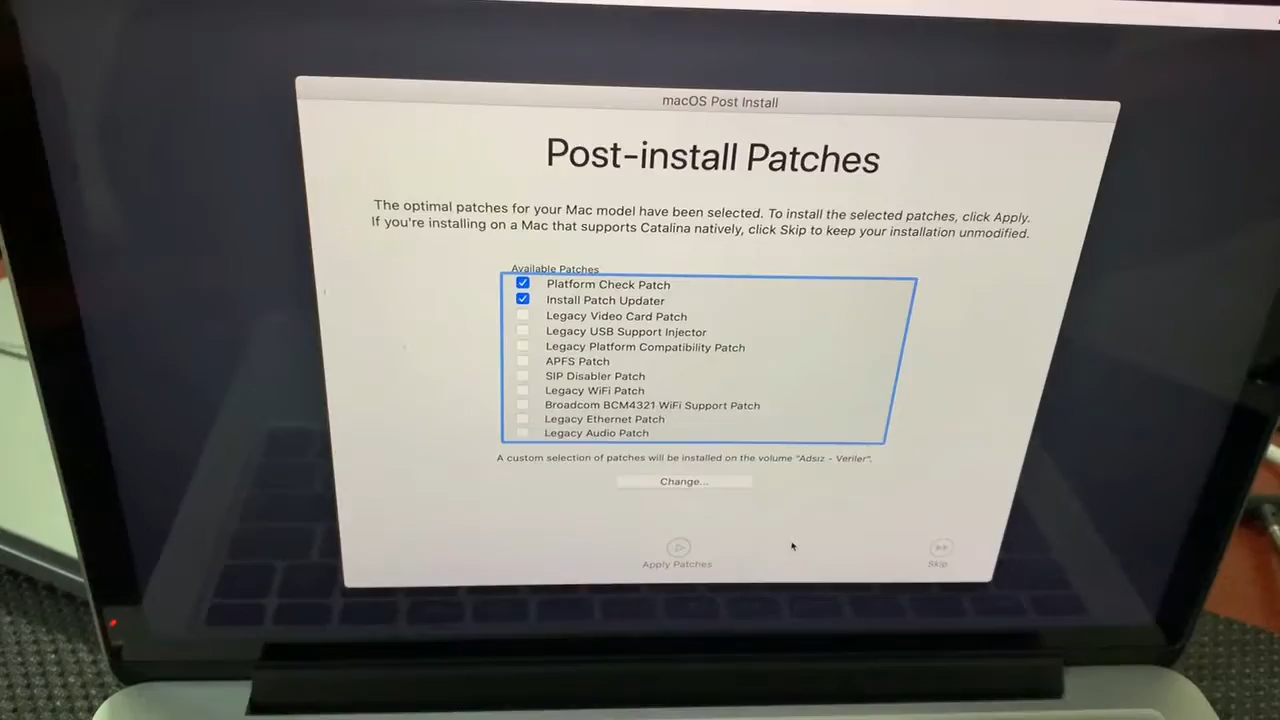 macOS Post Install
Post-install Patches
The optimal patches for your Mac model have been selected. To install the selected patches, click Apply.
If you're installing on a Mac that supports Catalina natively, click Skip to keep your installation unmodified.
Available Patches
Platform Check Patch
Install Patch Updater
Legacy Video Card Patch
Legacy USB Support Injector
Legacy Platform Compatibility Patch
APFS Patch
SIP Disabler Patch
Legacy WiFi Patch
Broadcom BCM4321 WiFi Support Patch
Legacy Ethernet Patch
Legacy Audio Patch
A custom selection of patches will be installed on the volume "Adsız - Veriler".
Change...
Apply Patches
Skip